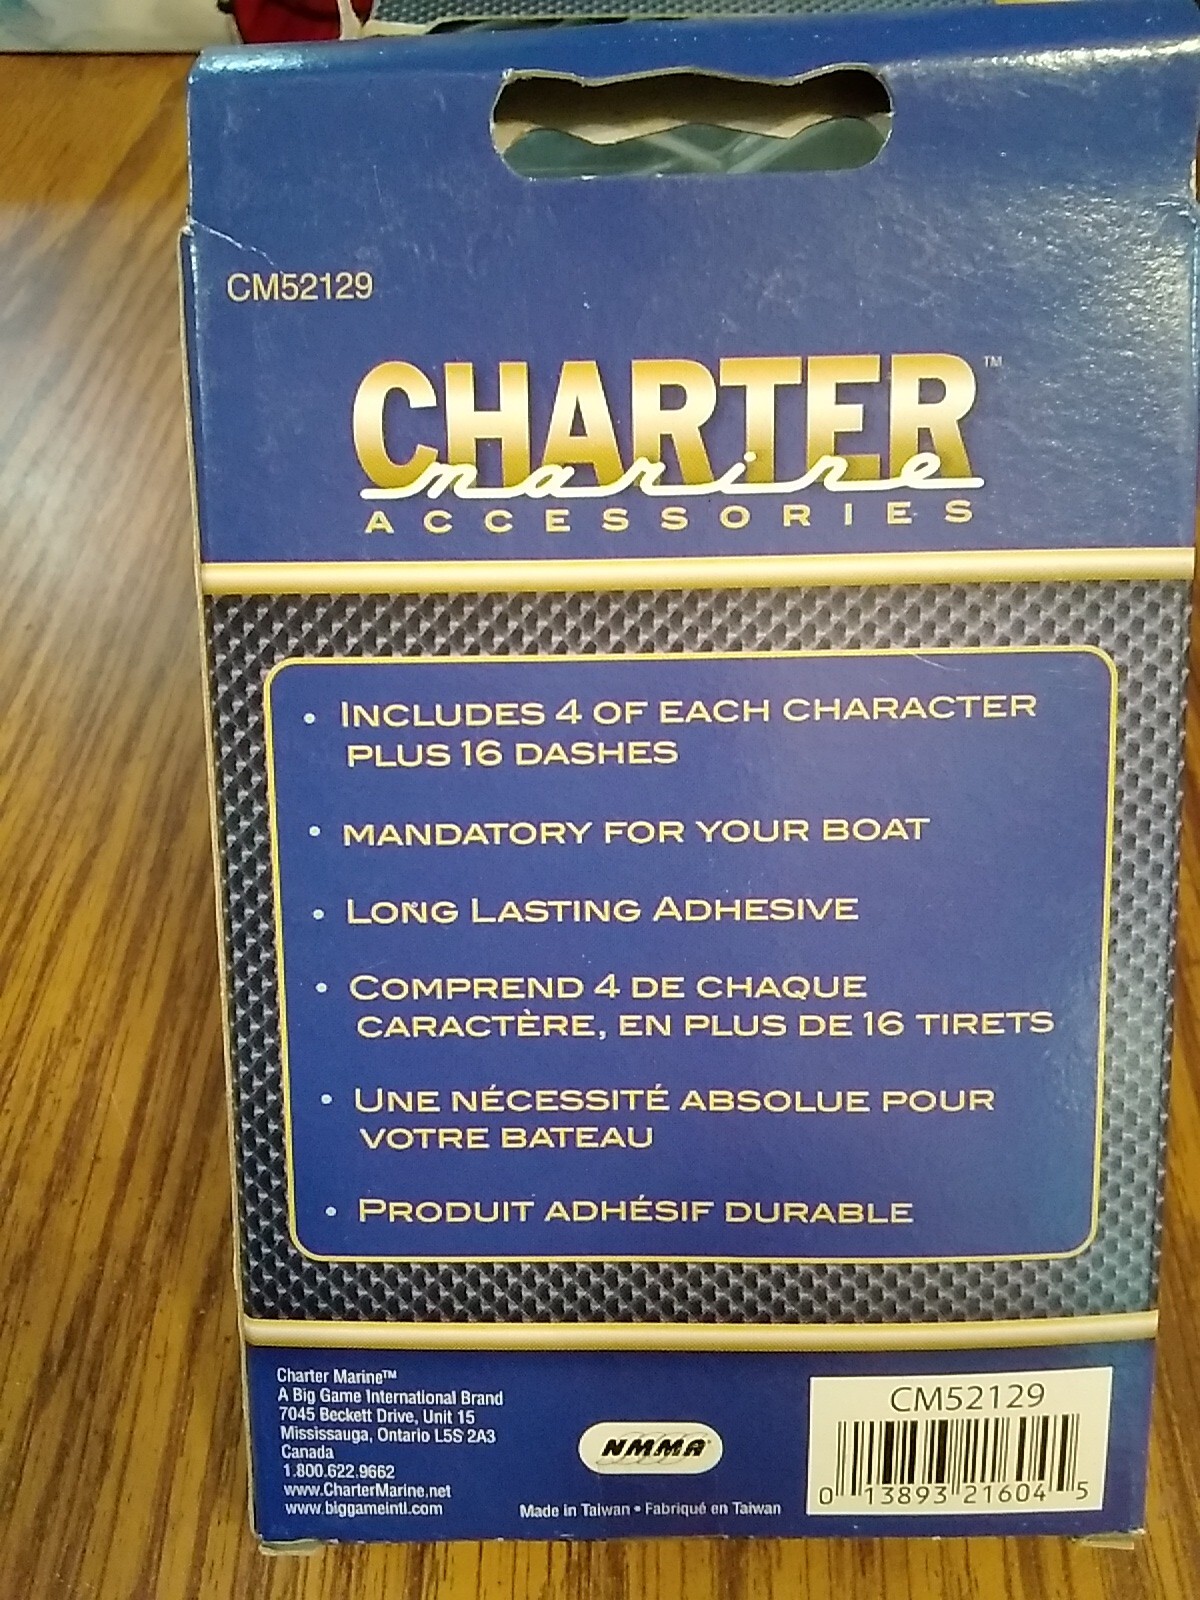 CM52129
CHARTER™
marine
ACCESSORIES
• INCLUDES 4 OF EACH CHARACTER
PLUS 16 DASHES
• MANDATORY FOR YOUR BOAT
• LONG LASTING ADHESIVE
• COMPREND 4 DE CHAQUE
CARACTÈRE, EN PLUS DE 16 TIRETS
• UNE NÉCESSITÉ ABSOLUE POUR
VOTRE BATEAU
• PRODUIT ADHÉSIF DURABLE
Charter Marine™
A Big Game International Brand
7045 Beckett Drive, Unit 15
Mississauga, Ontario L5S 2A3
Canada
1.800.622.9662
www.CharterMarine.net
www.biggameintl.com
NMMA
Made in Taiwan • Fabriqué en Taiwan
CM52129
0 13893 21604 5